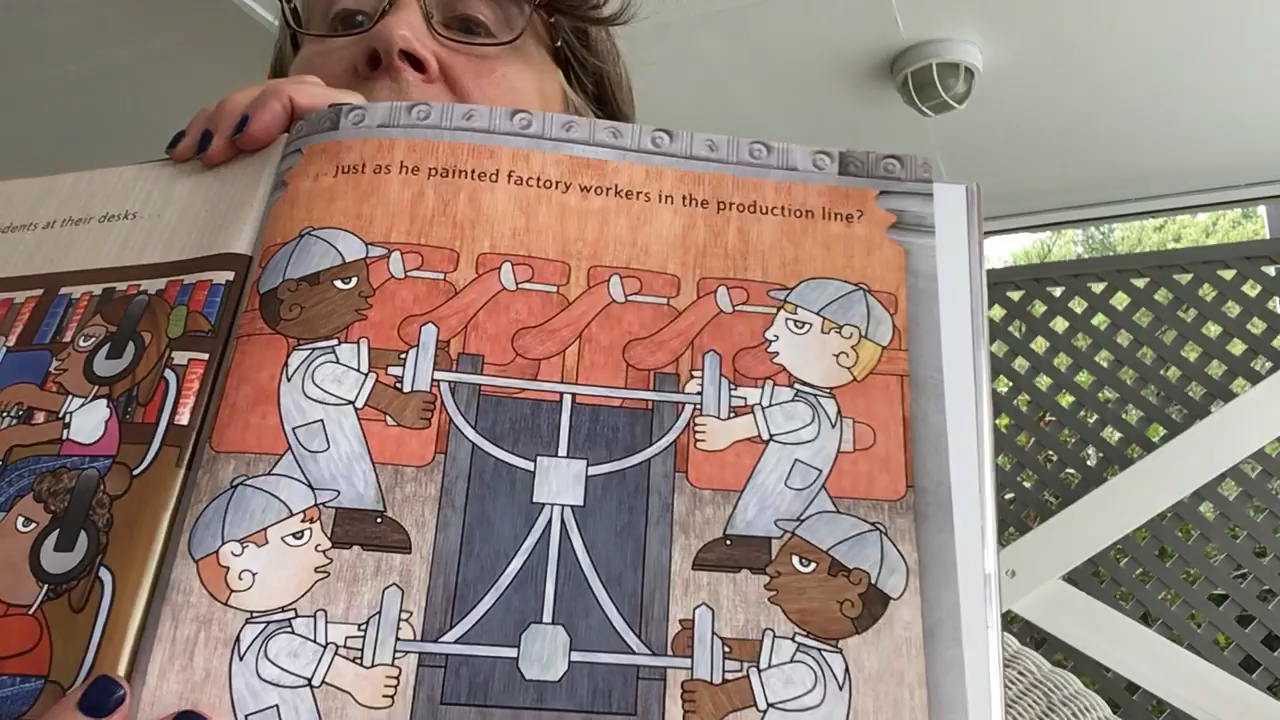 dents at their desks . . .
. . just as he painted factory workers in the production line?